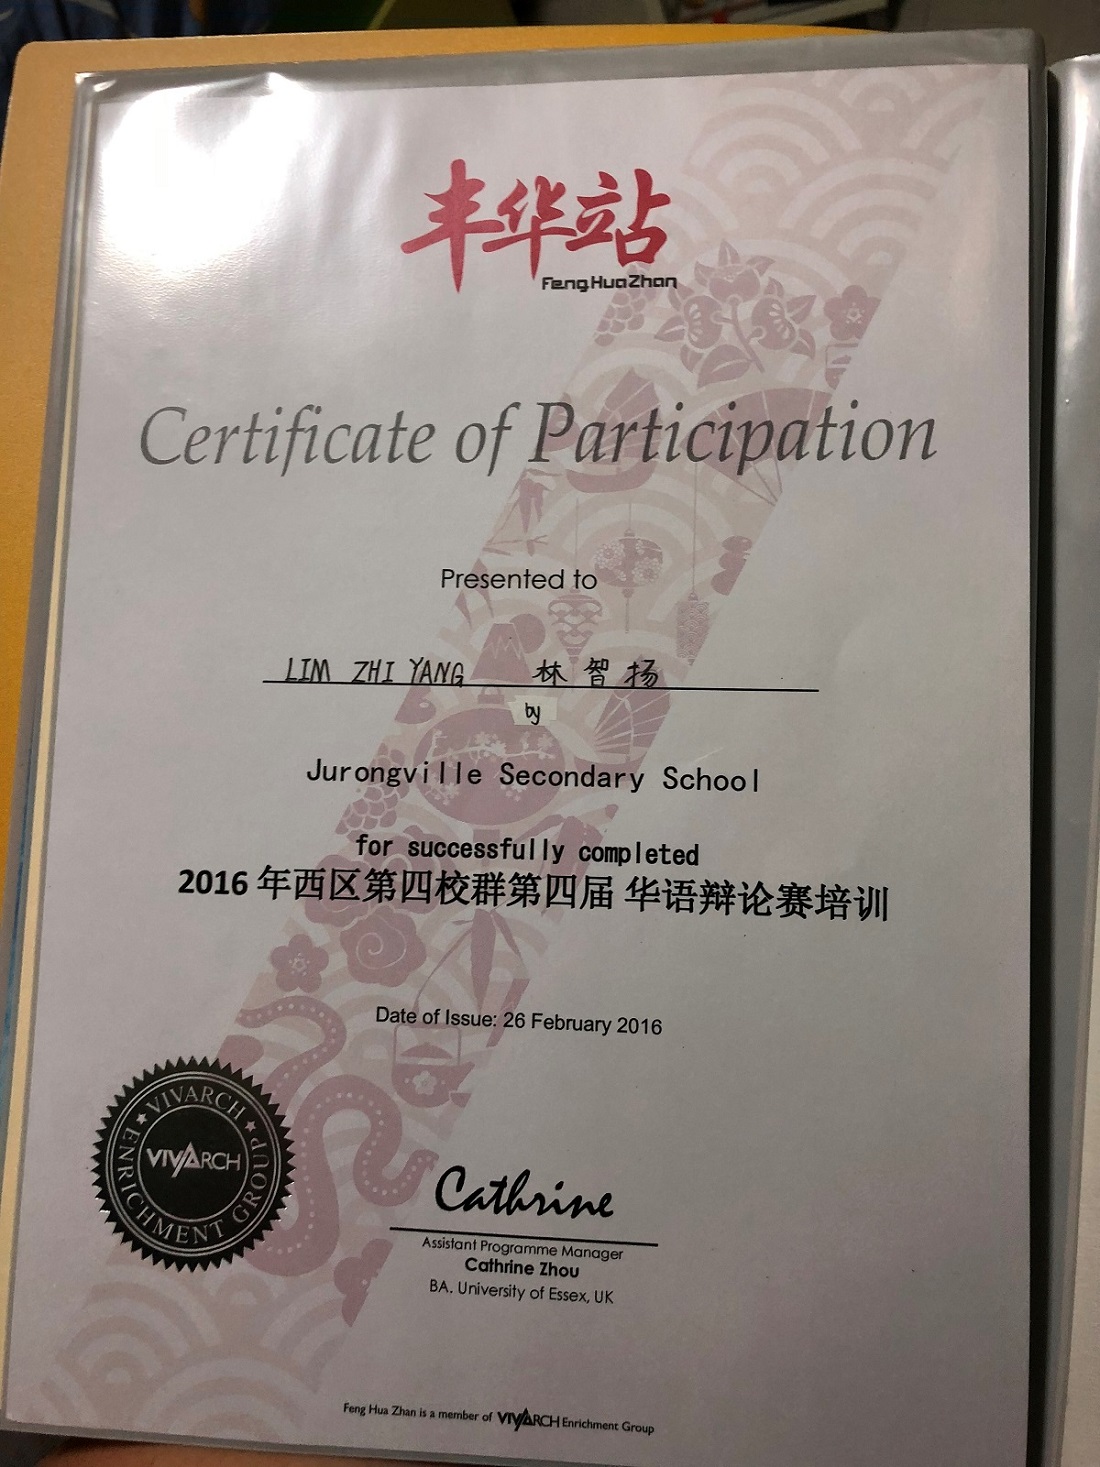 丰华站
FengHuaZhan
Certificate of Participation
Presented to
LIM ZHI YANG 林智扬
by
Jurongville Secondary School
for successfully completed
2016 年西区第四校群第四届 华语辩论赛培训
Date of Issue: 26 February 2016
VIVARCH
VIVARCH
ENRICHMENT GROUP
Cathrine
Assistant Programme Manager
Cathrine Zhou
BA. University of Essex, UK
Feng Hua Zhan is a member of VIVARCH Enrichment Group